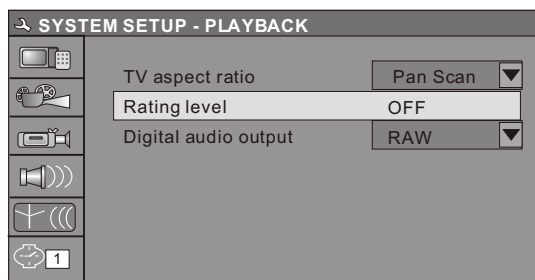 SYSTEM SETUP - PLAYBACK
TV aspect ratio Pan Scan
Rating level OFF
Digital audio output RAW
1